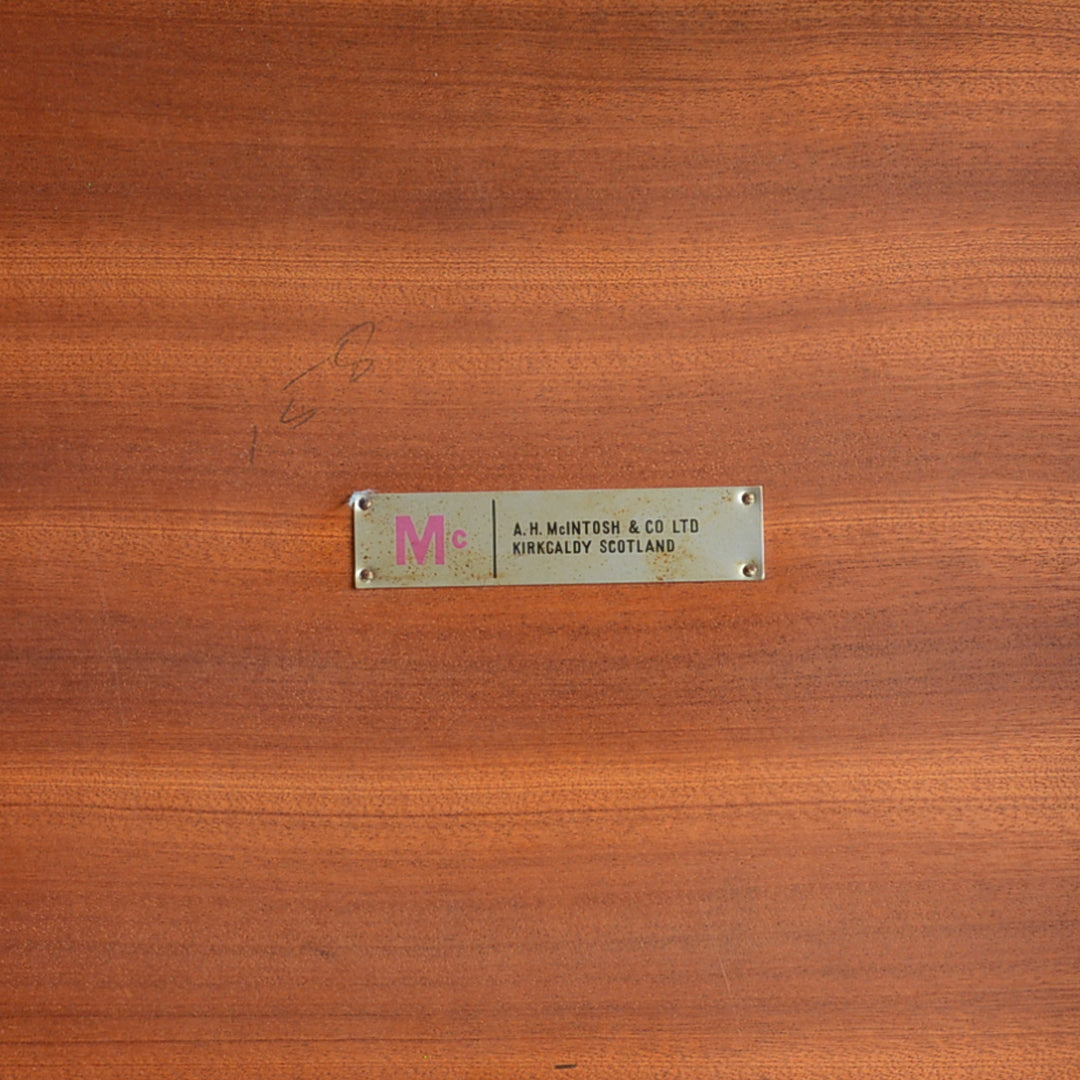 Mc
A.H. McINTOSH & CO LTD
KIRKCALDY SCOTLAND